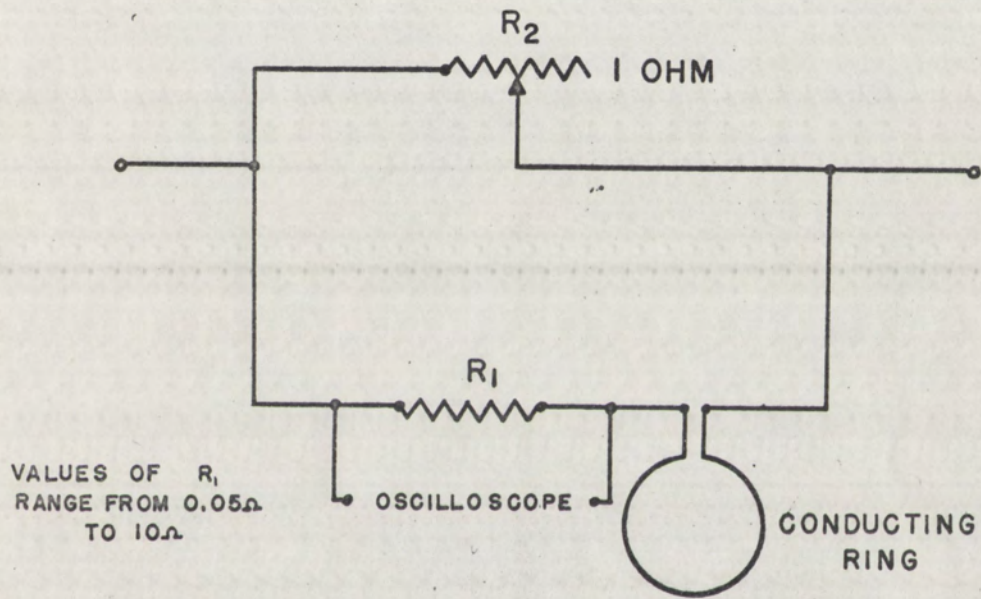 R2
1 OHM
R1
VALUES OF R1
RANGE FROM 0.05Ω
TO 10Ω
OSCILLOSCOPE
CONDUCTING
RING